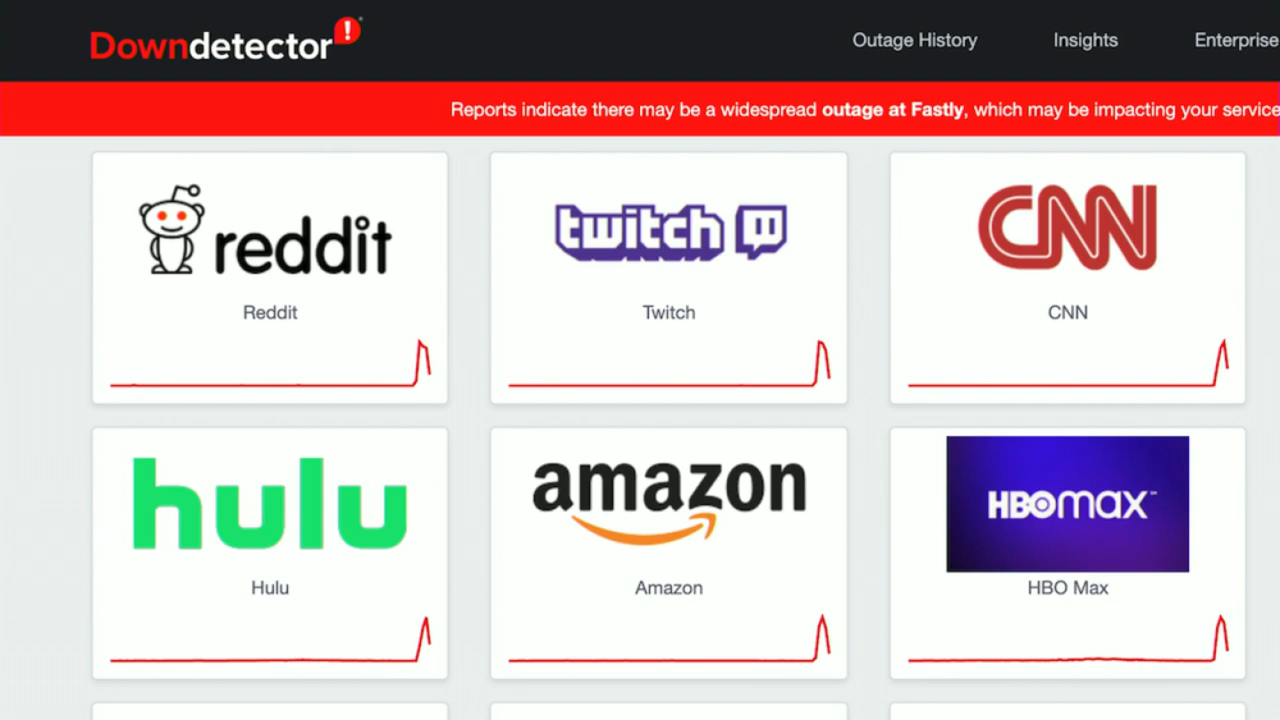 Downdetector
Outage History
Insights
Enterprise
Reports indicate there may be a widespread outage at Fastly, which may be impacting your service
reddit
Reddit
twitch
Twitch
CNN
CNN
hulu
Hulu
amazon
Amazon
HBOmax
HBO Max